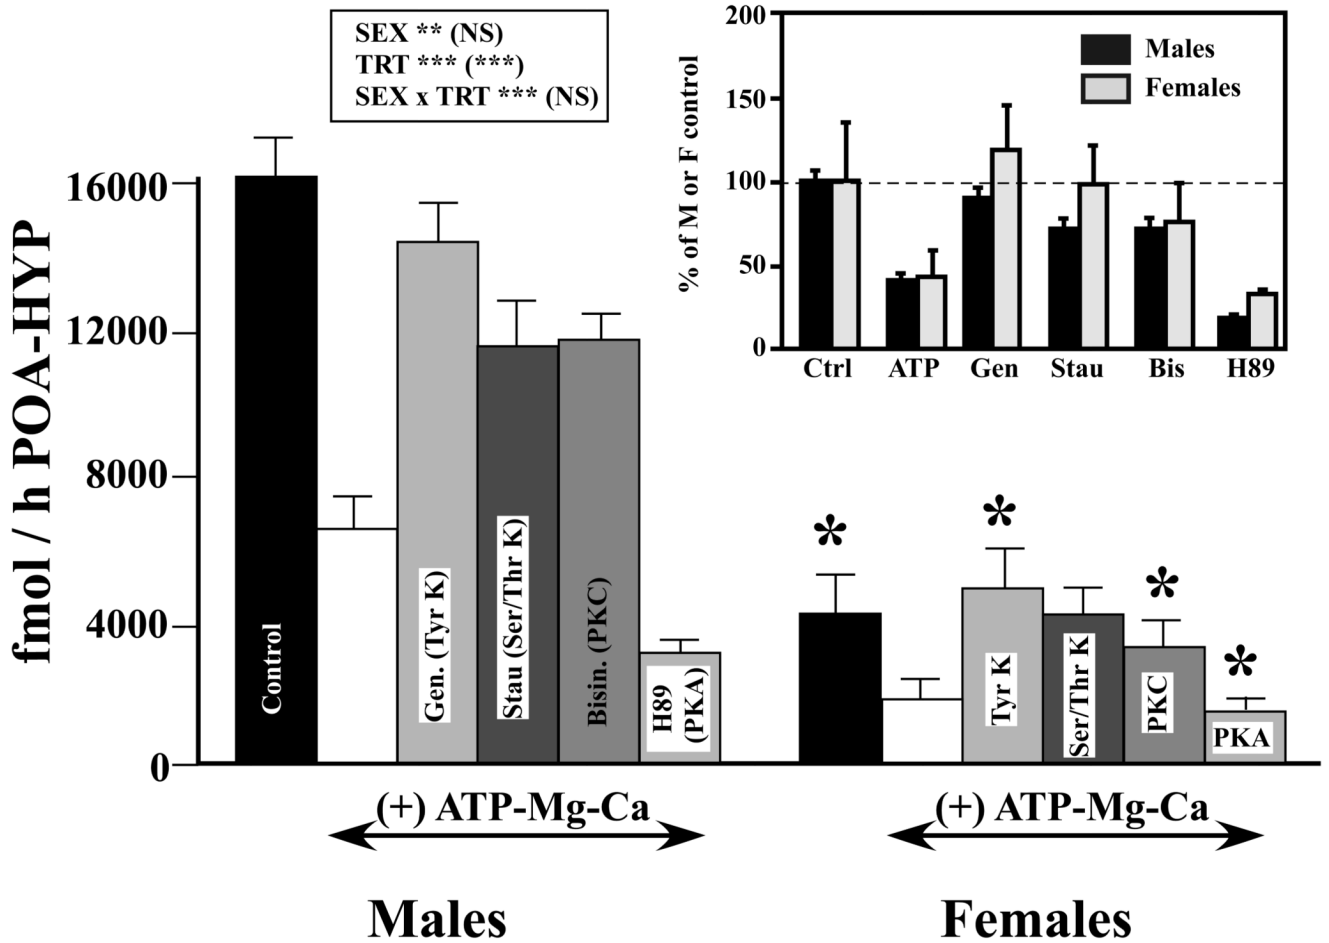 SEX ** (NS)
TRT *** (***)
SEX x TRT *** (NS)
fmol / h POA-HYP
16000
12000
8000
4000
0
Control
Gen. (Tyr K)
Stau (Ser/Thr K)
Bisin. (PKC)
H89
(PKA)
(+) ATP-Mg-Ca
Males
% of M or F control
200
150
100
50
0
Males
Females
Ctrl
ATP
Gen
Stau
Bis
H89
*
*
*
*
Tyr K
Ser/Thr K
PKC
PKA
(+) ATP-Mg-Ca
Females